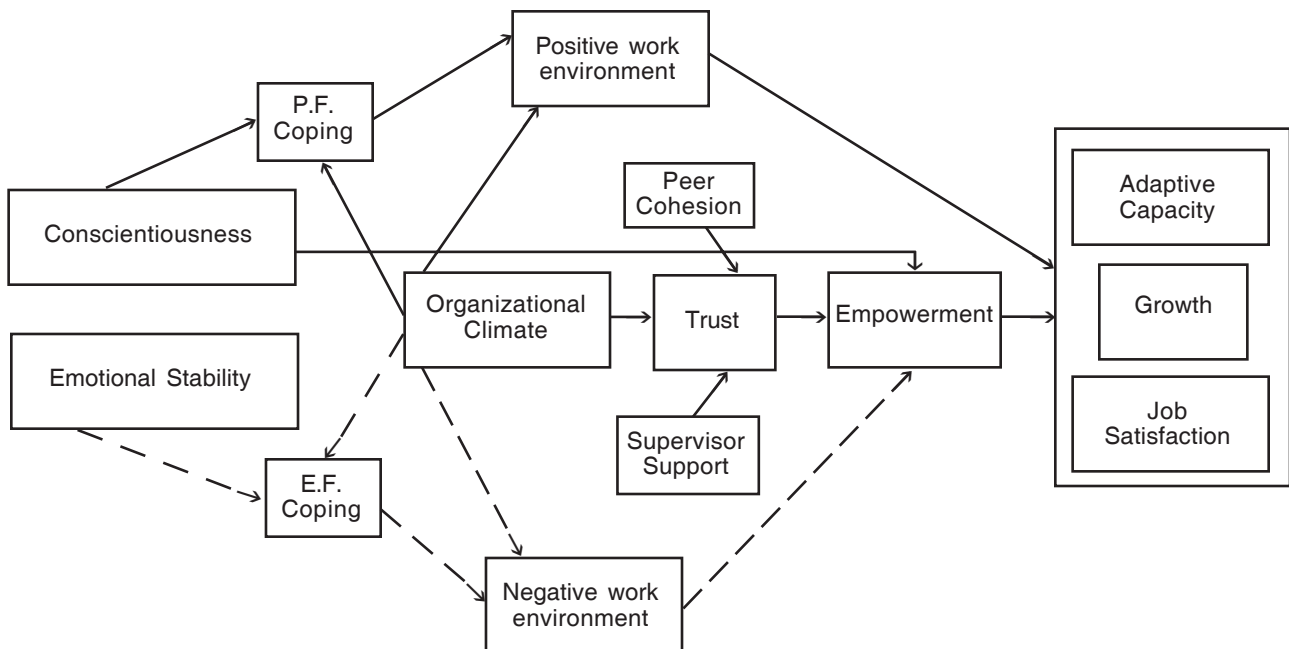 Positive work
environment
P.F.
Coping
Peer
Cohesion
Adaptive
Capacity
Conscientiousness
Organizational
Climate
Trust
Empowerment
Growth
Emotional Stability
Supervisor
Support
Job
Satisfaction
E.F.
Coping
Negative work
environment